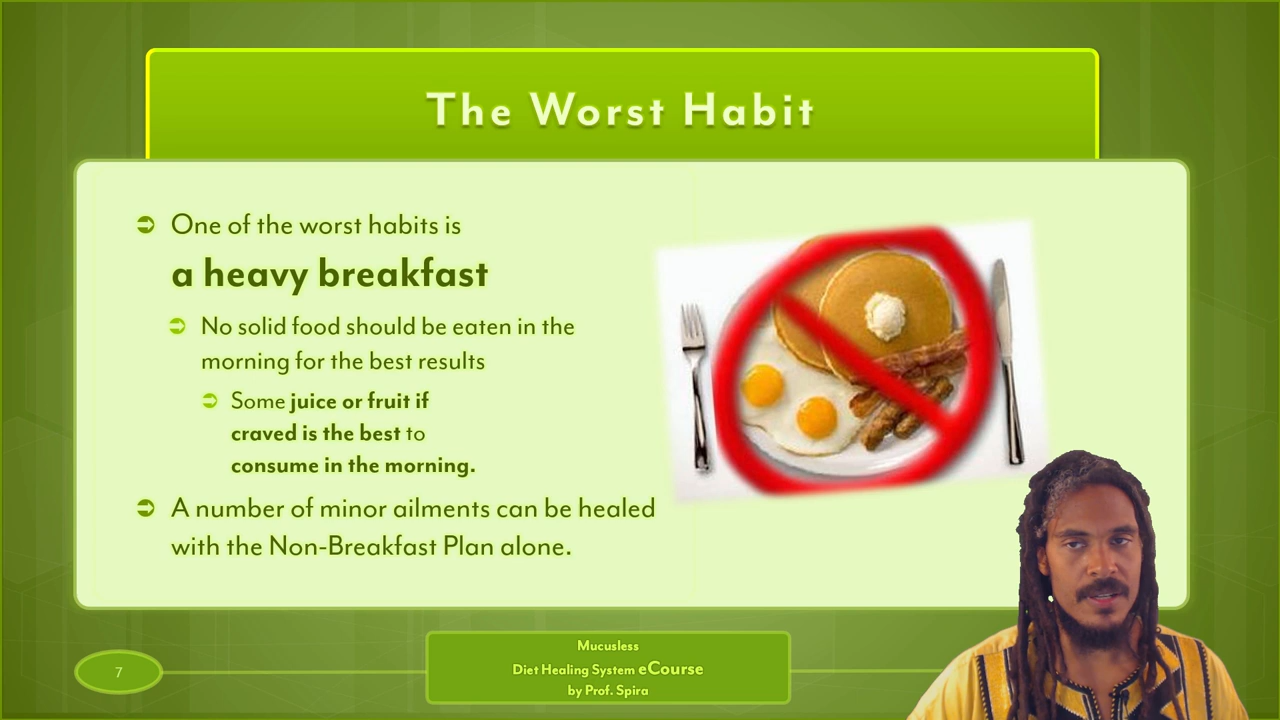 The Worst Habit
One of the worst habits is
a heavy breakfast
No solid food should be eaten in the
morning for the best results
Some juice or fruit if
craved is the best to
consume in the morning.
A number of minor ailments can be healed
with the Non-Breakfast Plan alone.
7
Mucusless
Diet Healing System eCourse
by Prof. Spira